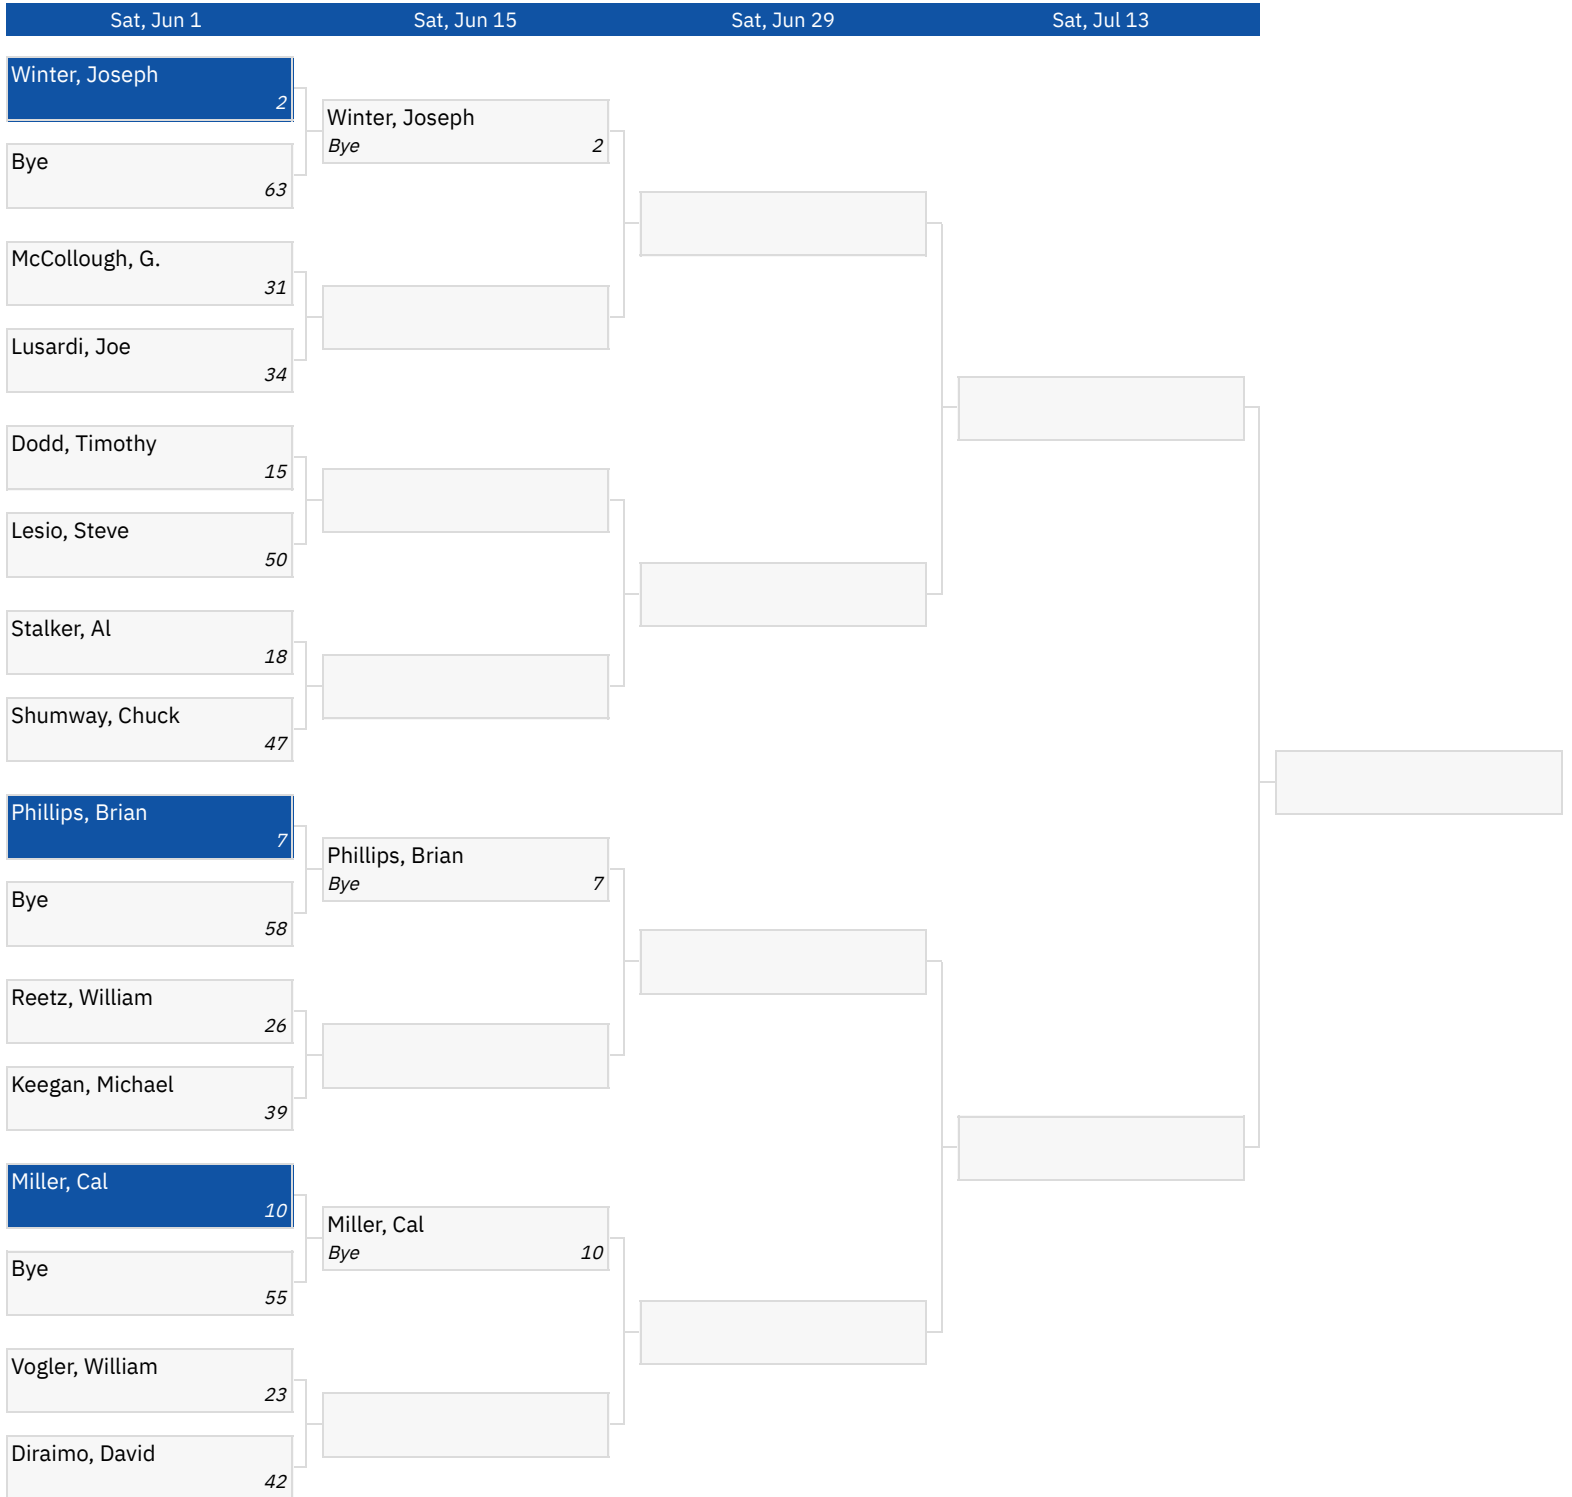 Sat, Jun 1
Sat, Jun 15
Sat, Jun 29
Sat, Jul 13
Winter, Joseph
2
Bye
63
McCollough, G.
31
Lusardi, Joe
34
Dodd, Timothy
15
Lesio, Steve
50
Stalker, Al
18
Shumway, Chuck
47
Phillips, Brian
7
Bye
58
Reetz, William
26
Keegan, Michael
39
Miller, Cal
10
Bye
55
Vogler, William
23
Diraimo, David
42
Winter, Joseph
Bye 2
Phillips, Brian
Bye 7
Miller, Cal
Bye 10